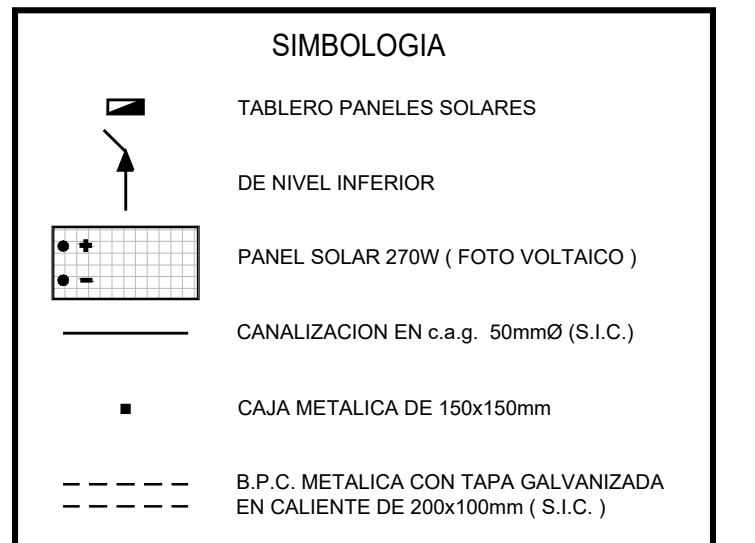 SIMBOLOGIA
TABLERO PANELES SOLARES
DE NIVEL INFERIOR
PANEL SOLAR 270W ( FOTO VOLTAICO )
CANALIZACION EN c.a.g. 50mmØ (S.I.C.)
CAJA METALICA DE 150x150mm
B.P.C. METALICA CON TAPA GALVANIZADA
EN CALIENTE DE 200x100mm ( S.I.C. )